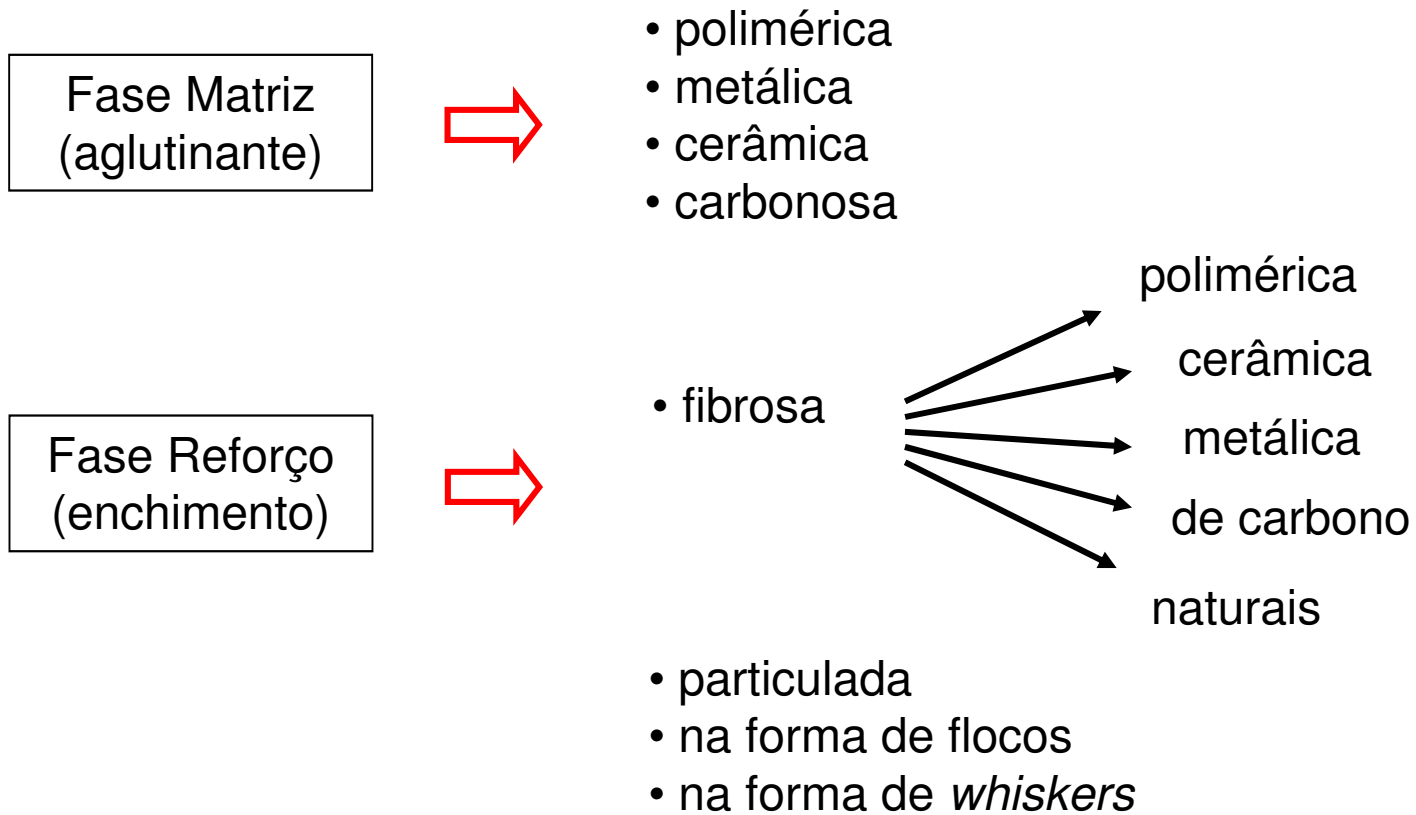 Fase Matriz
(aglutinante)
• polimérica
• metálica
• cerâmica
• carbonosa
Fase Reforço
(enchimento)
• fibrosa
polimérica
cerâmica
metálica
de carbono
naturais
• particulada
• na forma de flocos
• na forma de whiskers